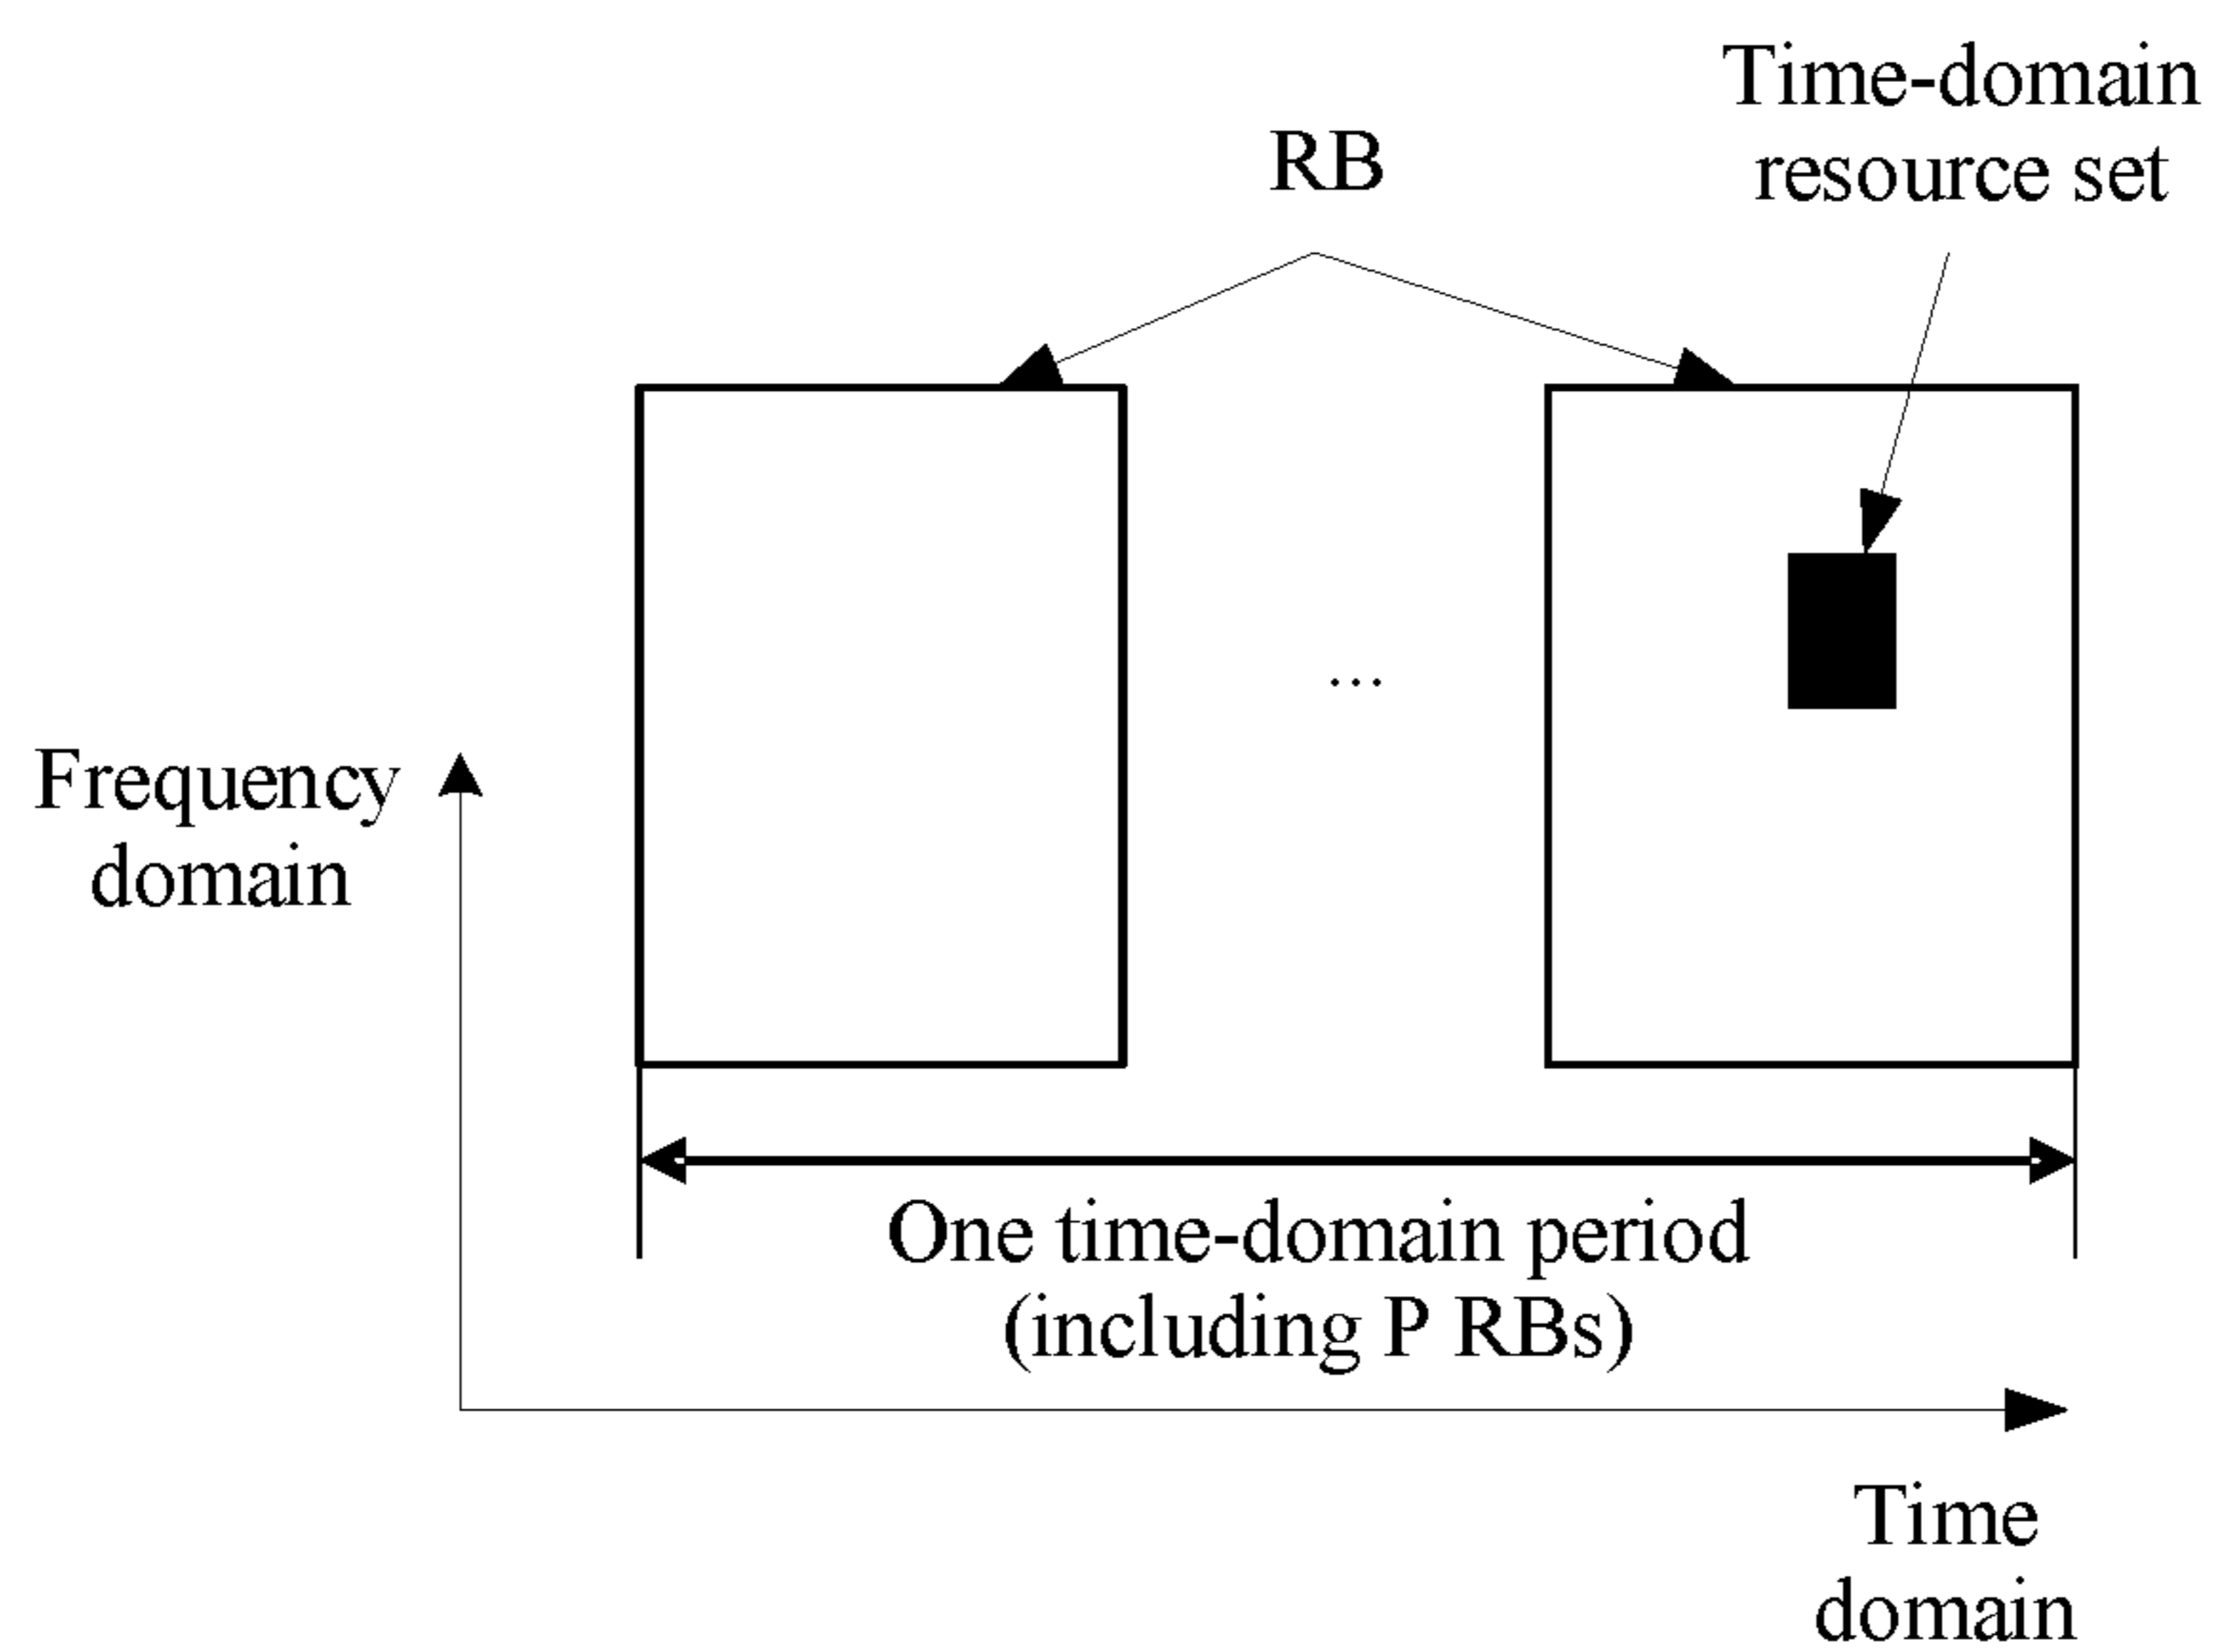 Time-domain
resource set
RB
...
Frequency
domain
One time-domain period
(including P RBs)
Time
domain